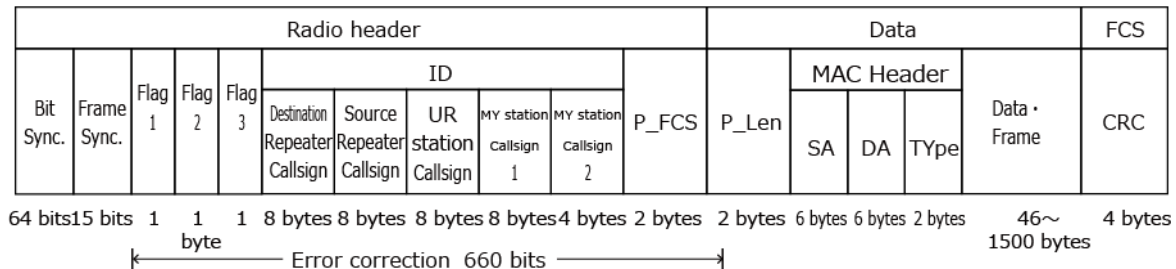 Radio header Data FCS
Bit
Sync.
Frame
Sync.
Flag
1
Flag
2
Flag
3
ID
Destination
Repeater
Callsign
Source
Repeater
Callsign
UR
station
Callsign
MY station
Callsign
1
MY station
Callsign
2
P_FCS
P_Len
MAC Header
SA
DA
TYpe
Data・
Frame
CRC
64 bits 15 bits 1 1 1 8 bytes 8 bytes 8 bytes 8 bytes 4 bytes 2 bytes 2 bytes 6 bytes 6 bytes 2 bytes 46～ 4 bytes
byte 1500 bytes
Error correction 660 bits